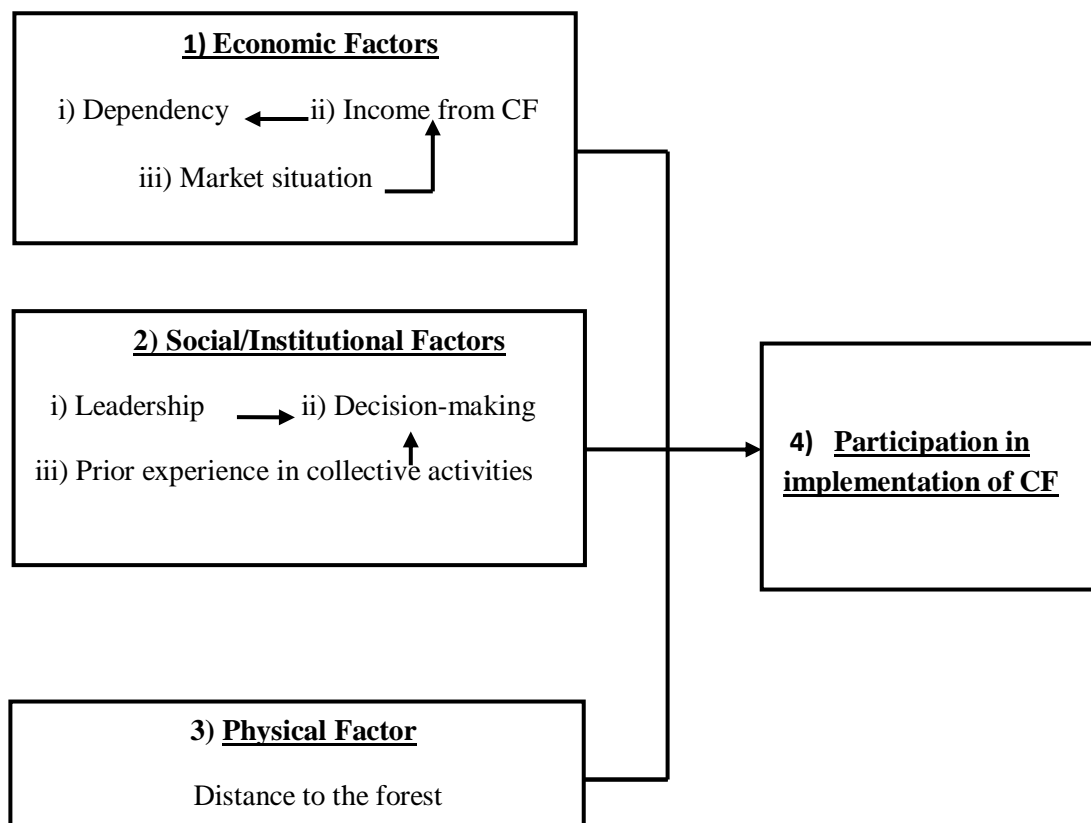 1) Economic Factors
i) Dependency ii) Income from CF
iii) Market situation
2) Social/Institutional Factors
i) Leadership ii) Decision-making
iii) Prior experience in collective activities
4) Participation in
implementation of CF
3) Physical Factor
Distance to the forest